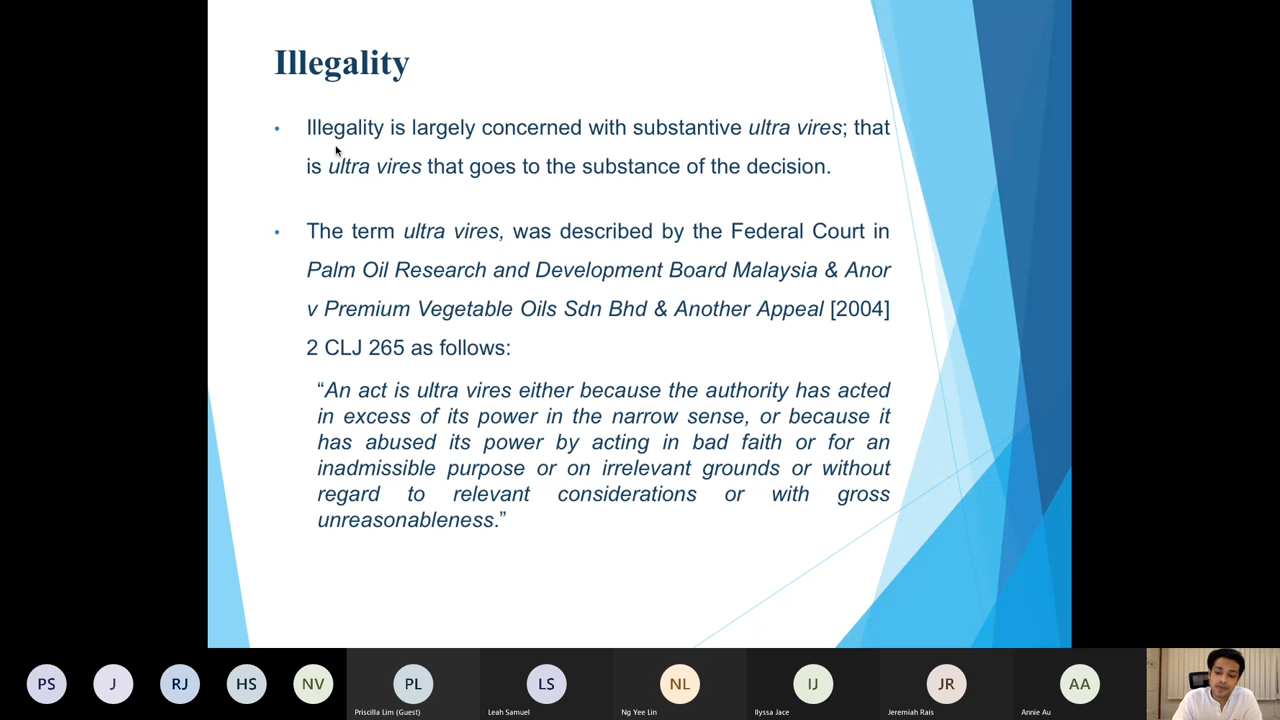 Illegality
• Illegality is largely concerned with substantive ultra vires; that
is ultra vires that goes to the substance of the decision.
• The term ultra vires, was described by the Federal Court in
Palm Oil Research and Development Board Malaysia & Anor
v Premium Vegetable Oils Sdn Bhd & Another Appeal [2004]
2 CLJ 265 as follows:
“An act is ultra vires either because the authority has acted
in excess of its power in the narrow sense, or because it
has abused its power by acting in bad faith or for an
inadmissible purpose or on irrelevant grounds or without
regard to relevant considerations or with gross
unreasonableness.”
PS J RJ HS NV PL LS NL IJ JR AA
Priscilla Lim (Guest) Leah Samuel Ng Yee Lin Ilyssa Jace Jeremiah Rais Annie Au